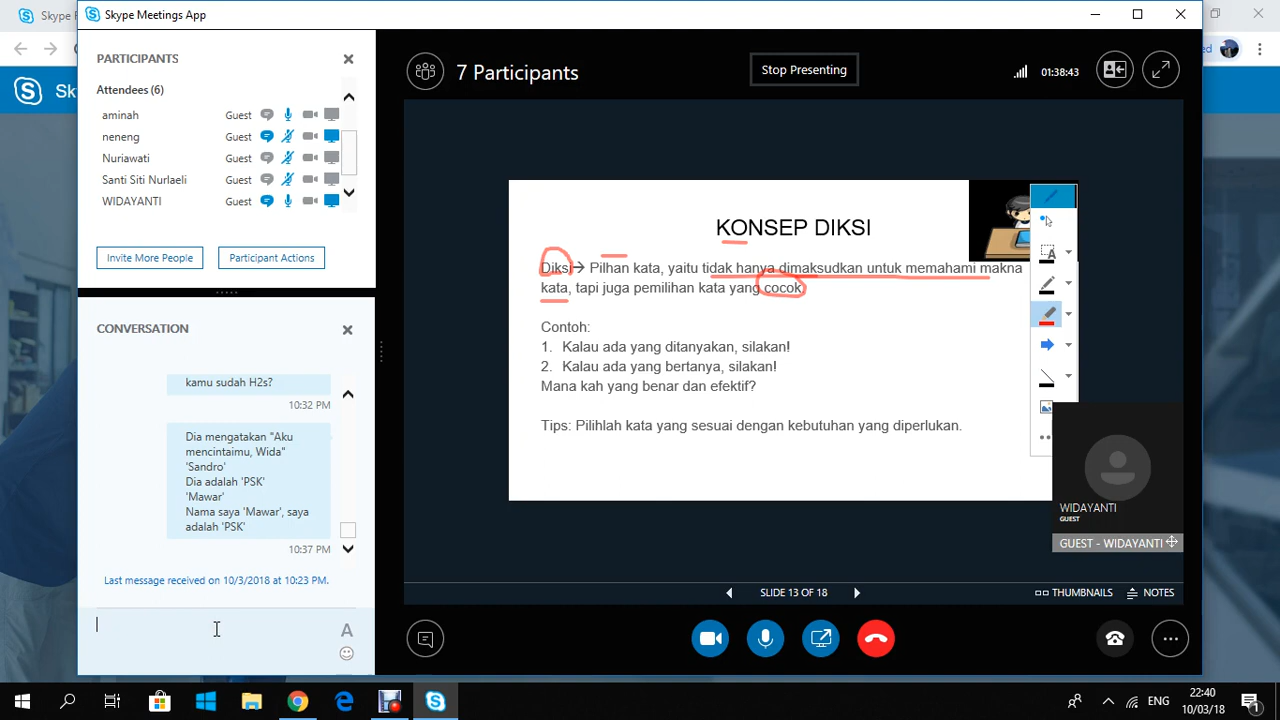 Skype
Skype Meetings App
ed
Sky
PARTICIPANTS
Attendees (6)
aminah Guest
neneng Guest
Nuriawati Guest
Santi Siti Nurlaeli Guest
WIDAYANTI Guest
Invite More People
Participant Actions
CONVERSATION
kamu sudah H2s?
10:32 PM
Dia mengatakan "Aku
mencintaimu, Wida"
'Sandro'
Dia adalah 'PSK'
'Mawar'
Nama saya 'Mawar', saya
adalah 'PSK'
10:37 PM
Last message received on 10/3/2018 at 10:23 PM.
A
7 Participants
Stop Presenting
01:38:43
KONSEP DIKSI
Diksi→ Pilhan kata, yaitu tidak hanya dimaksudkan untuk memahami makna
kata, tapi juga pemilihan kata yang cocok.
Contoh:
1. Kalau ada yang ditanyakan, silakan!
2. Kalau ada yang bertanya, silakan!
Mana kah yang benar dan efektif?
Tips: Pilihlah kata yang sesuai dengan kebutuhan yang diperlukan.
WIDAYANTI
GUEST
GUEST - WIDAYANTI
SLIDE 13 OF 18
THUMBNAILS
NOTES
ENG
22:40
10/03/18
1